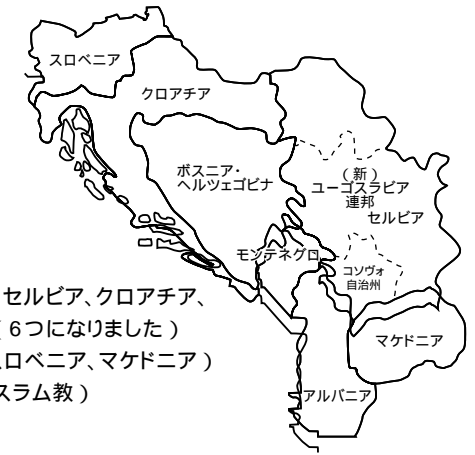 スロベニア
クロアチア
ボスニア・
ヘルツェゴビナ
(新)
ユーゴスラビア
連邦
セルビア
モンテネグロ
コソヴォ
自治州
マケドニア
アルバニア
セルビア、クロアチア、
6つになりました)
ロベニア、マケドニア)
スラム教)